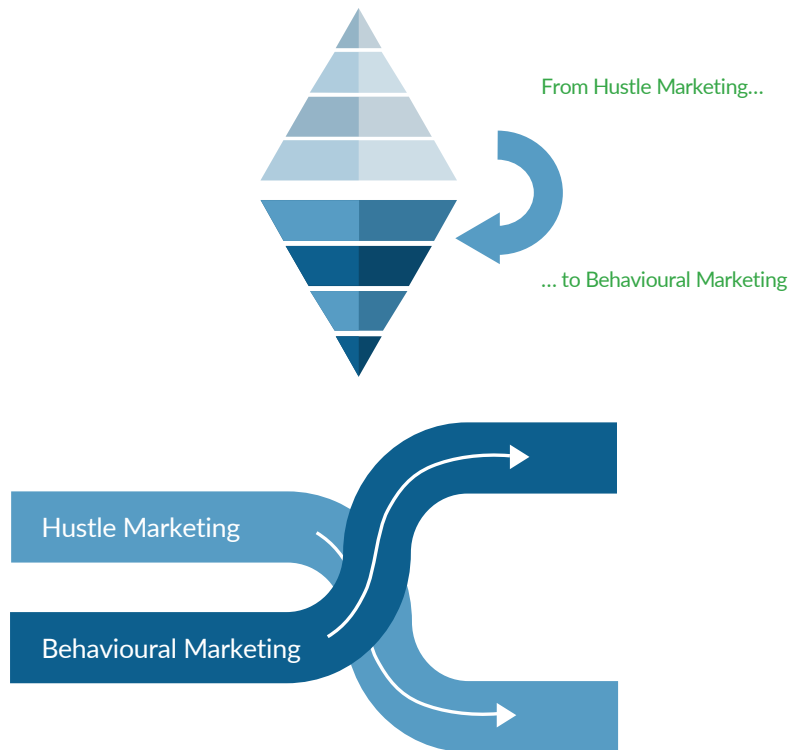 From Hustle Marketing...
... to Behavioural Marketing
Hustle Marketing
Behavioural Marketing